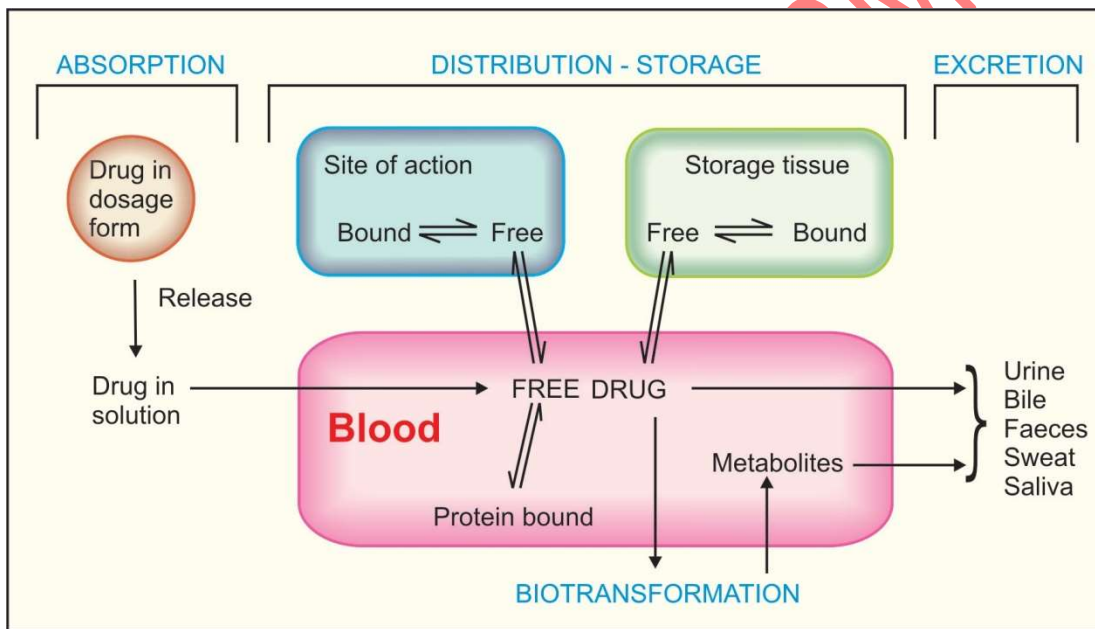 ABSORPTION
DISTRIBUTION - STORAGE
EXCRETION
Drug in
dosage
form
Release
Drug in
solution
Site of action
Bound Free
Storage tissue
Free Bound
FREE DRUG
Blood
Protein bound
Metabolites
BIOTRANSFORMATION
Urine
Bile
Faeces
Sweat
Saliva